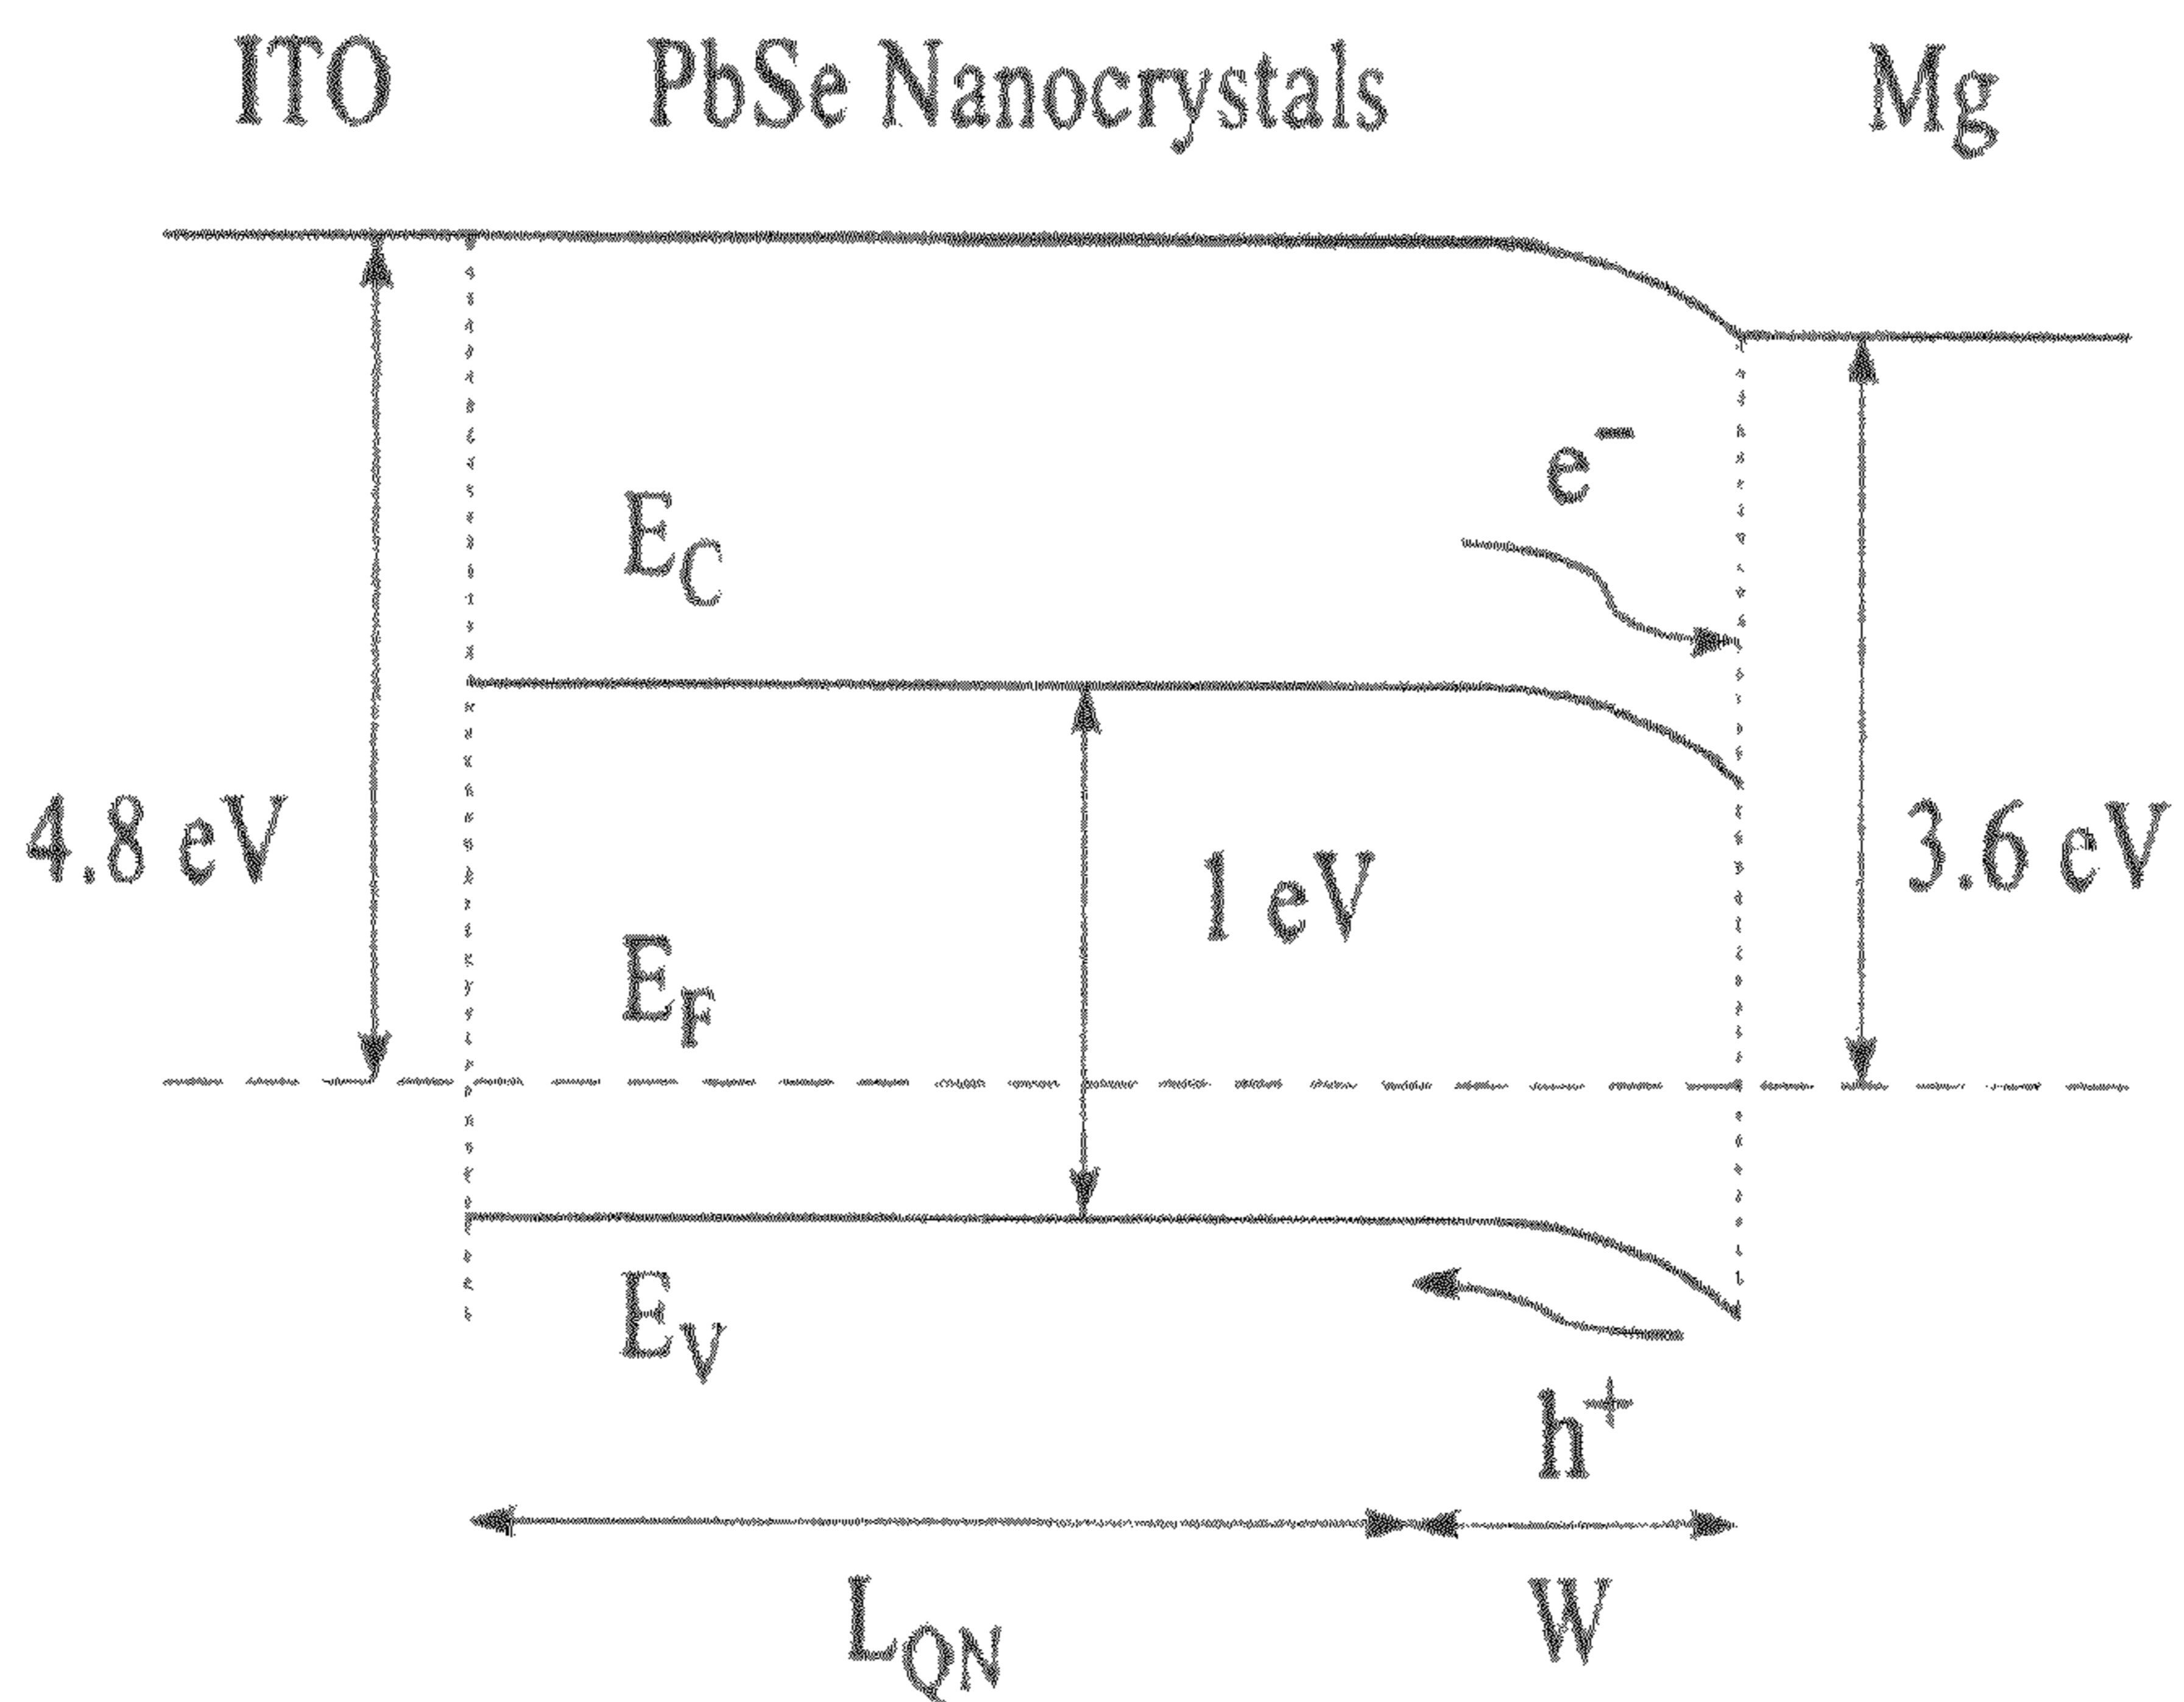 ITO PbSe Nanocrystals Mg
e⁻
E_C
4.8 eV 1 eV 3.6 eV
E_F
E_V
h⁺
L_QN W